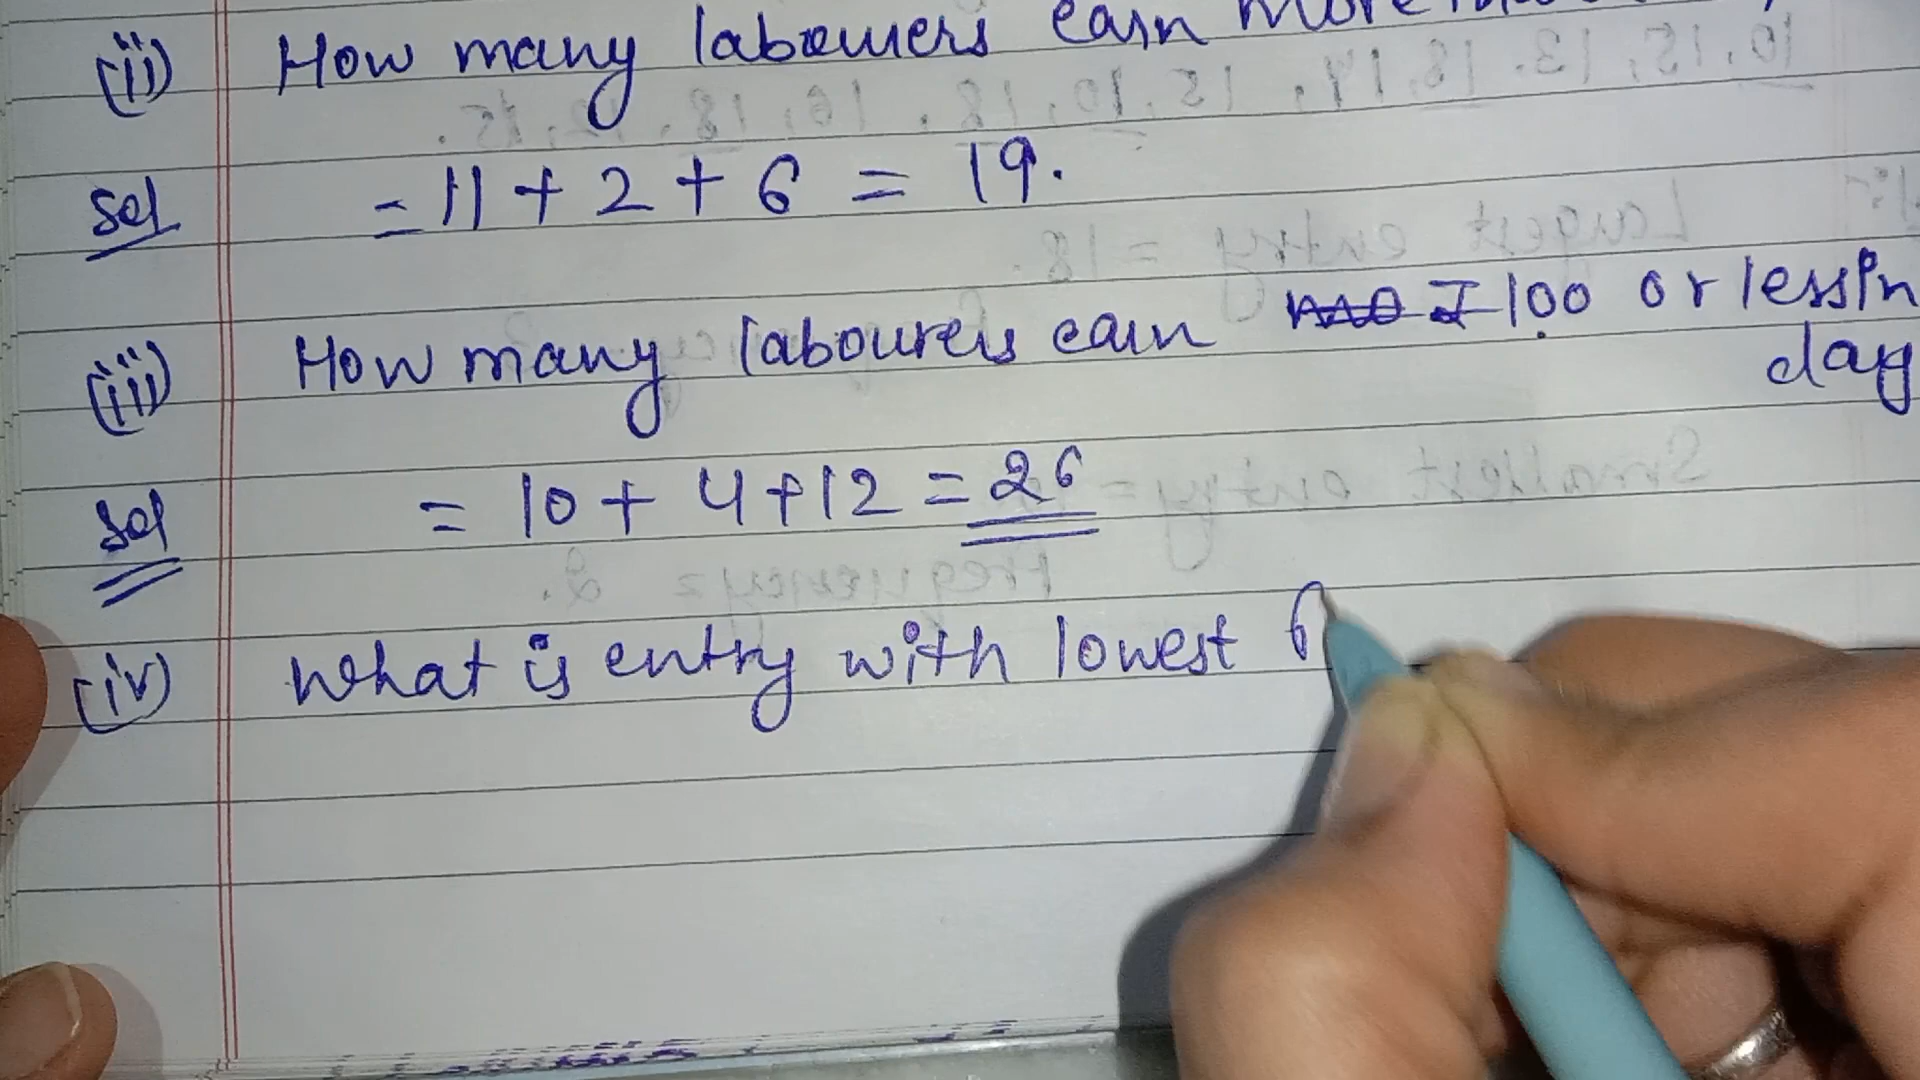 (ii) How many labourers earn more
Sol = 11 + 2 + 6 = 19.
(iii) How many labourers earn 100 or less in
day
Sol = 10 + 4 + 12 = 26
(iv) What is entry with lowest f